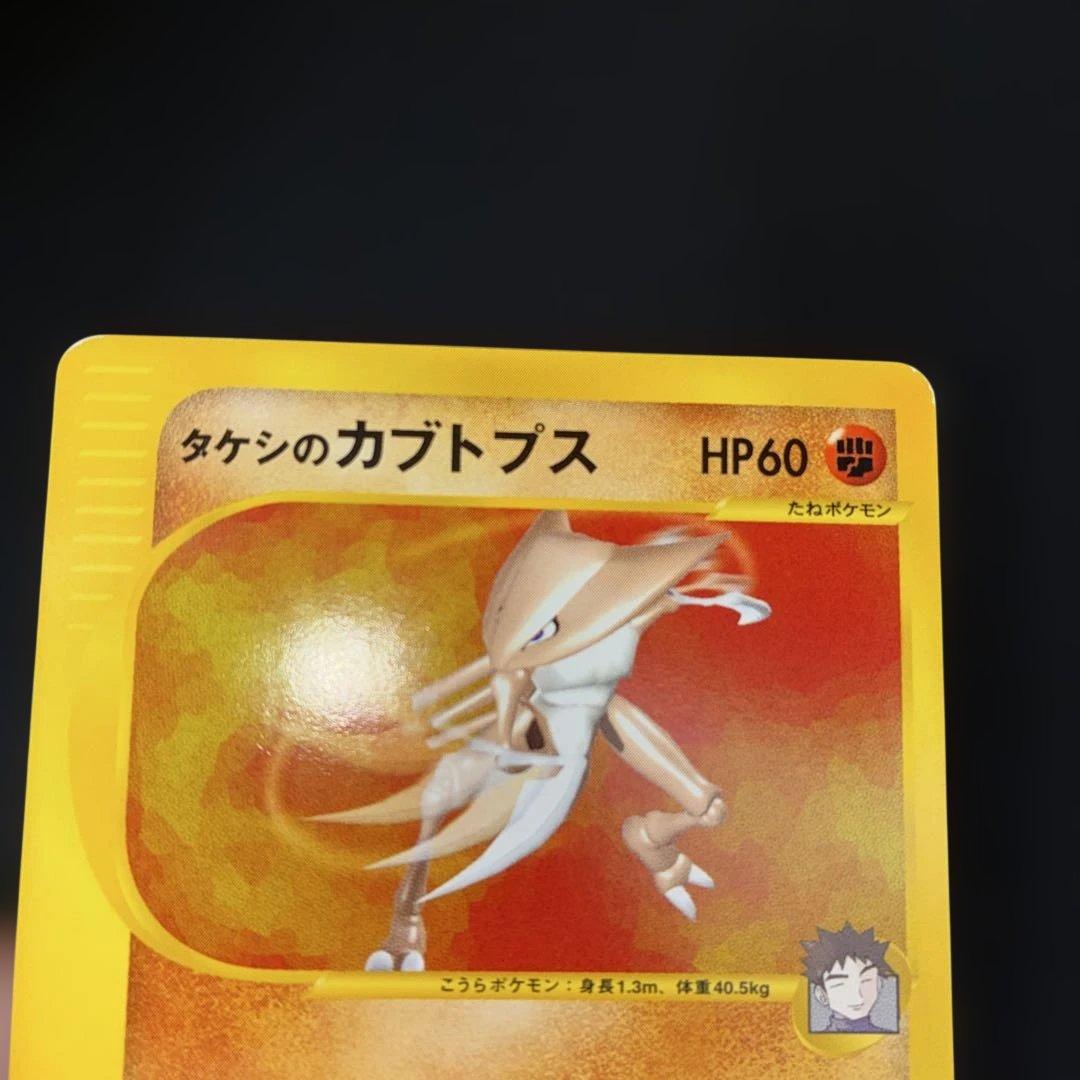 タケシのカブトプス HP60
たねポケモン
こうらポケモン：身長1.3m、体重40.5kg